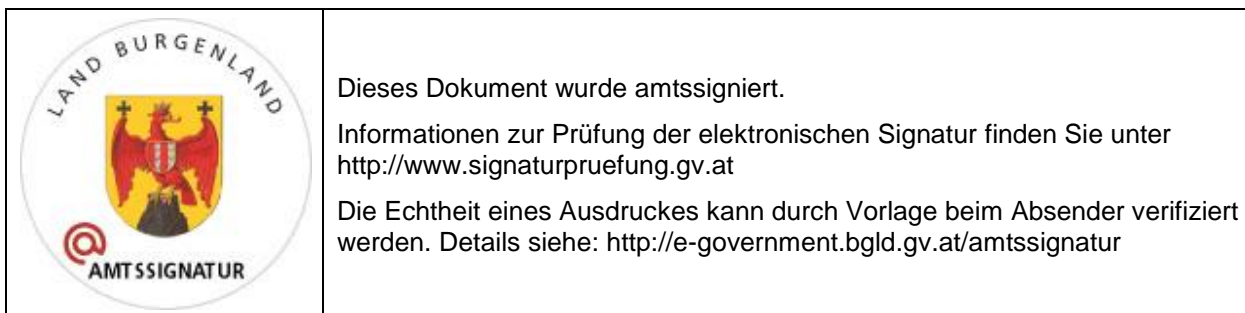 LAND BURGENLAND
@
AMTSSIGNATUR
Dieses Dokument wurde amtssigniert.
Informationen zur Prüfung der elektronischen Signatur finden Sie unter
http://www.signaturpruefung.gv.at
Die Echtheit eines Ausdruckes kann durch Vorlage beim Absender verifiziert
werden. Details siehe: http://e-government.bgld.gv.at/amtssignatur